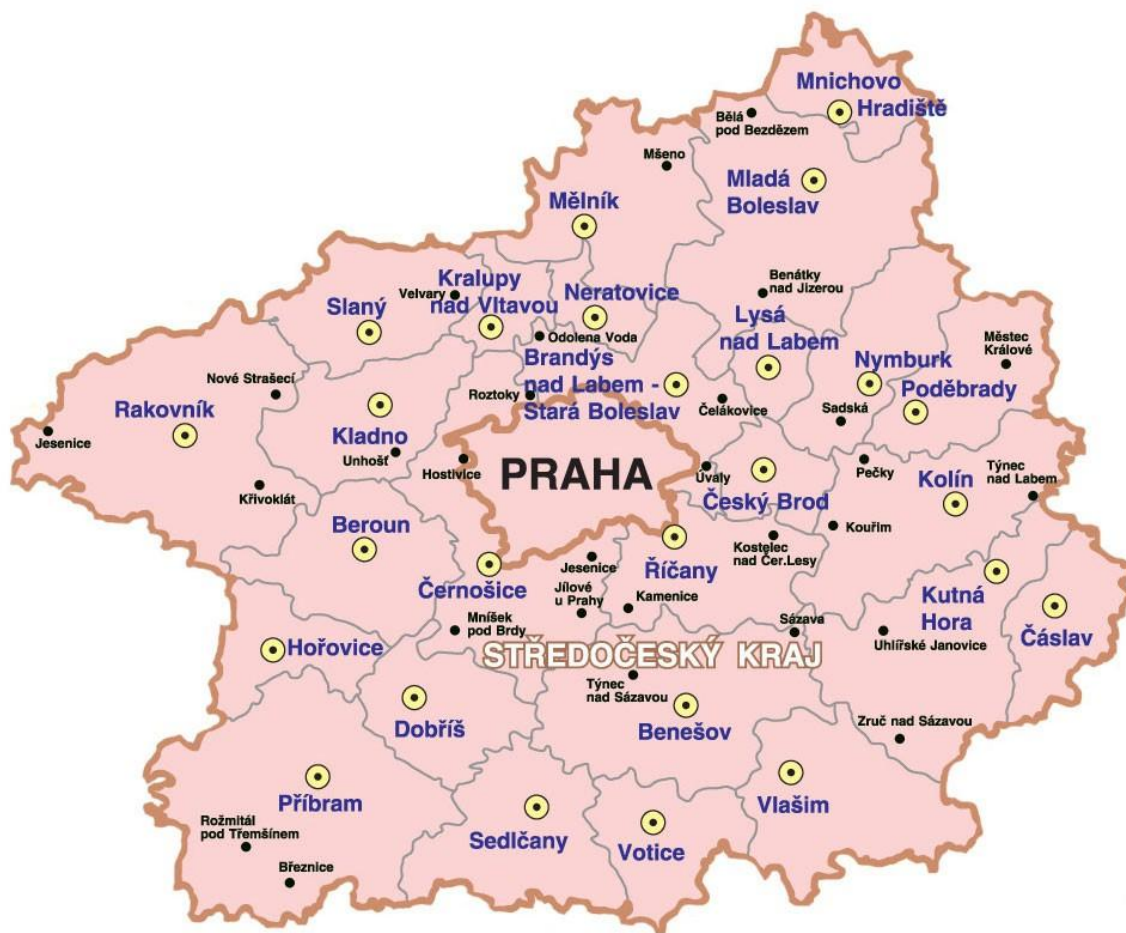 Mnichovo
Hradiště
Bělá
pod Bezdězem
Mšeno
Mladá
Boleslav
Mělník
Benátky
nad Jizerou
Kralupy
nad Vltavou
Velvary
Slaný
Neratovice
Odolena Voda
Lysá
nad Labem
Městec
Králové
Nymburk
Poděbrady
Brandýs
nad Labem -
Stará Boleslav
Nové Strašecí
Roztoky
Čelákovice
Sadská
Rakovník
Jesenice
Kladno
Unhošť
Hostivice
PRAHA
Úvaly
Český Brod
Pečky
Kolín
Týnec
nad Labem
Křivoklát
Beroun
Kouřim
Černošice
Jesenice
Říčany
Kostelec
nad Čer.Lesy
Jílové
u Prahy
Kamenice
Kutná
Hora
Čáslav
Mníšek
pod Brdy
Sázava
Uhlířské Janovice
Hořovice
STŘEDOČESKÝ KRAJ
Týnec
nad Sázavou
Dobříš
Benešov
Zruč nad Sázavou
Příbram
Vlašim
Sedlčany
Votice
Rožmitál
pod Třemšínem
Březnice